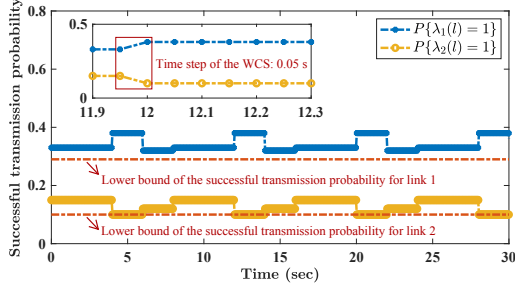 0.8
0.6
0.4
0.2
0
Successful transmission probability
0.5
0
11.9 12 12.1 12.2 12.3
Time step of the WCS: 0.05 s
P{λ₁(l) = 1}
P{λ₂(l) = 1}
Lower bound of the successful transmission probability for link 1
Lower bound of the successful transmission probability for link 2
0 5 10 15 20 25 30
Time (sec)